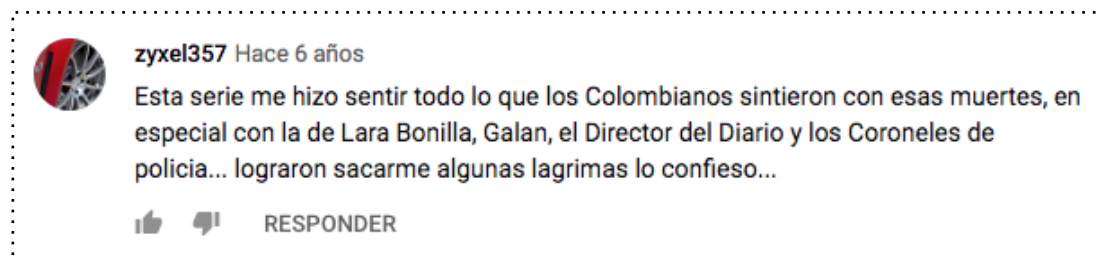 zyxel357 Hace 6 años
Esta serie me hizo sentir todo lo que los Colombianos sintieron con esas muertes, en
especial con la de Lara Bonilla, Galan, el Director del Diario y los Coroneles de
policia... lograron sacarme algunas lagrimas lo confieso...
RESPONDER